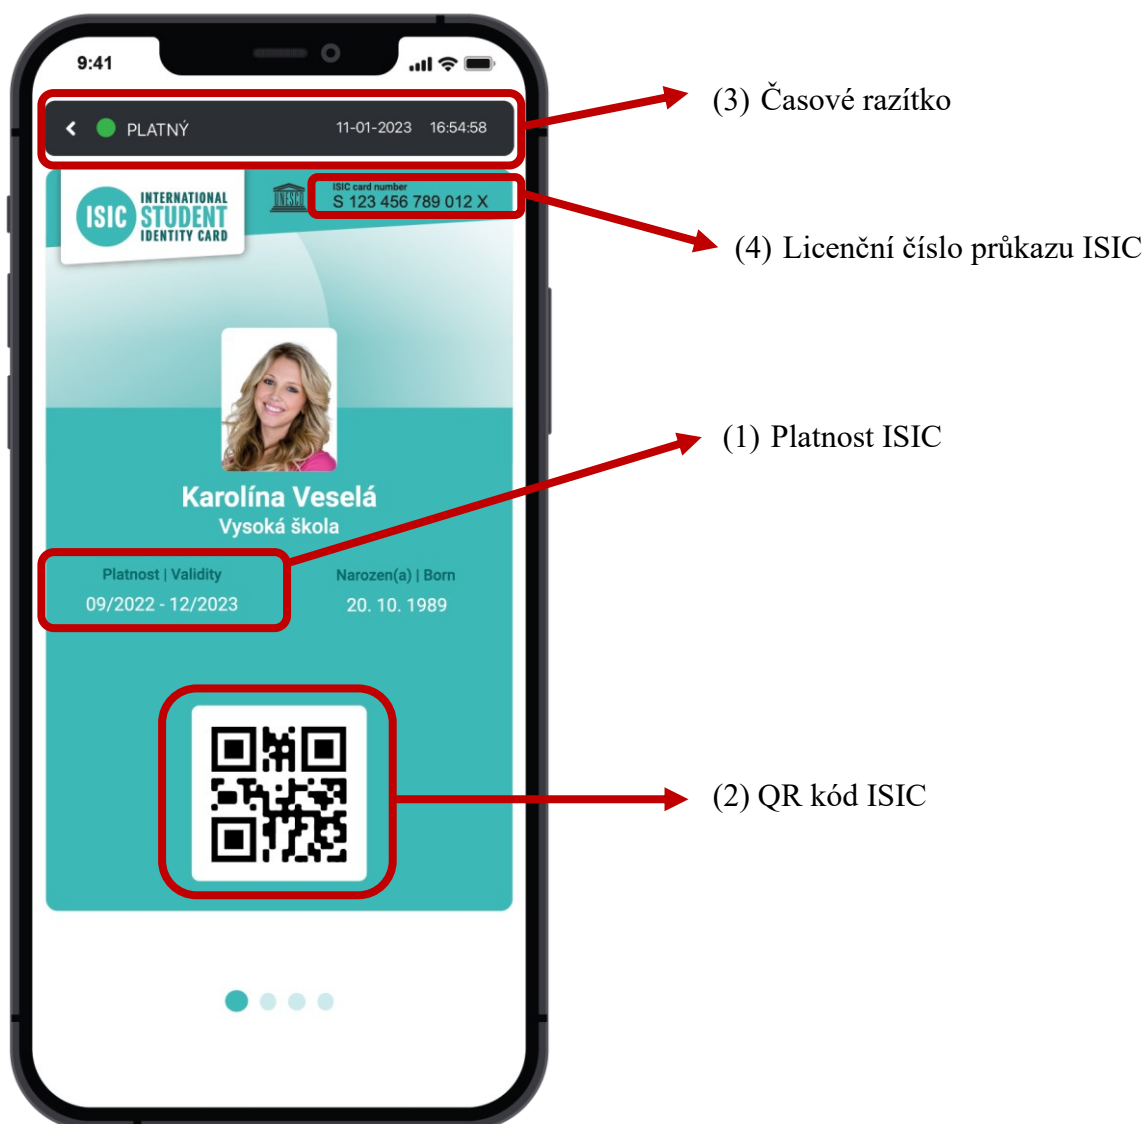 9:41
PLATNÝ 11-01-2023 16:54:58
(3) Časové razítko
ISIC
INTERNATIONAL
STUDENT
IDENTITY CARD
UNESCO
ISIC card number
S 123 456 789 012 X
(4) Licenční číslo průkazu ISIC
(1) Platnost ISIC
Karolína Veselá
Vysoká škola
Platnost | Validity
09/2022 - 12/2023
Narozen(a) | Born
20. 10. 1989
(2) QR kód ISIC